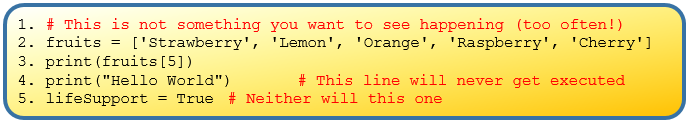 1. # This is not something you want to see happening (too often!)
2. fruits = ['Strawberry', 'Lemon', 'Orange', 'Raspberry', 'Cherry']
3. print(fruits[5])
4. print("Hello World")       # This line will never get executed
5. lifeSupport = True  # Neither will this one